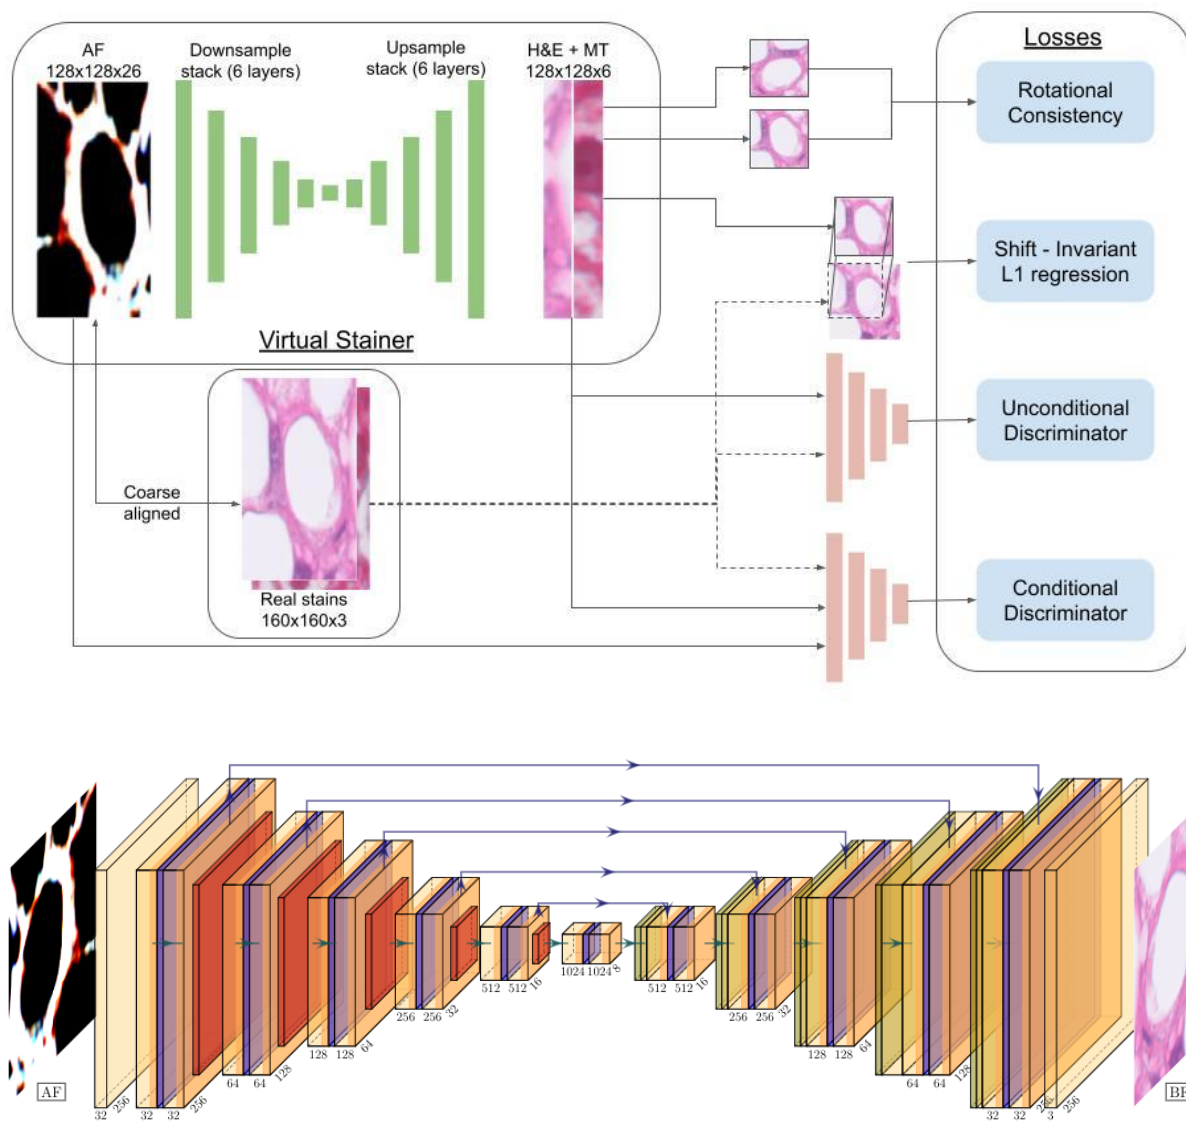 AF
128x128x26
Downsample
stack (6 layers)
Upsample
stack (6 layers)
H&E + MT
128x128x6
Virtual Stainer
Coarse
aligned
Real stains
160x160x3
Losses
Rotational
Consistency
Shift - Invariant
L1 regression
Unconditional
Discriminator
Conditional
Discriminator
AF
32 256
32 32 256
64 64 128
128 128 64
256 256 32
512 512 16
1024 1024 8
512 512 16
256 256 32
128 128 64
64 64 128
32 32 256
3 256